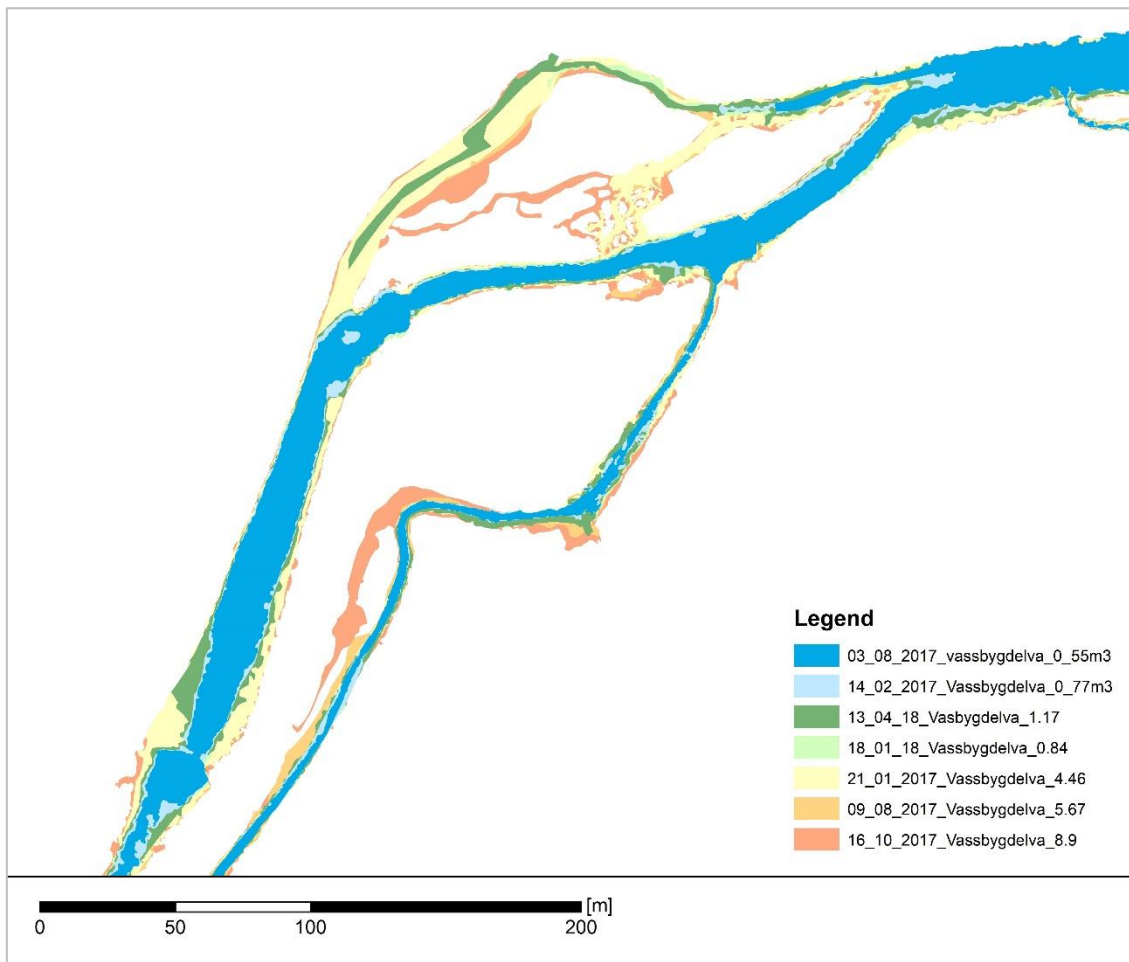 Legend
03_08_2017_vassbygdelva_0_55m3
14_02_2017_Vassbygdelva_0_77m3
13_04_18_Vasbygdelva_1.17
18_01_18_Vassbygdelva_0.84
21_01_2017_Vassbygdelva_4.46
09_08_2017_Vassbygdelva_5.67
16_10_2017_Vassbygdelva_8.9
[m]
0 50 100 200